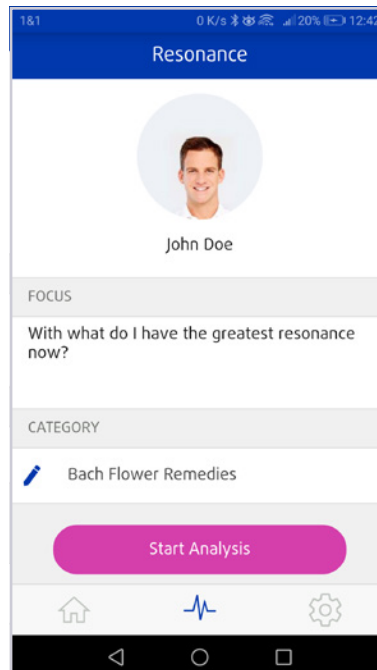 1&1 0 K/s 20% 12:42
Resonance
John Doe
FOCUS
With what do I have the greatest resonance
now?
CATEGORY
Bach Flower Remedies
Start Analysis